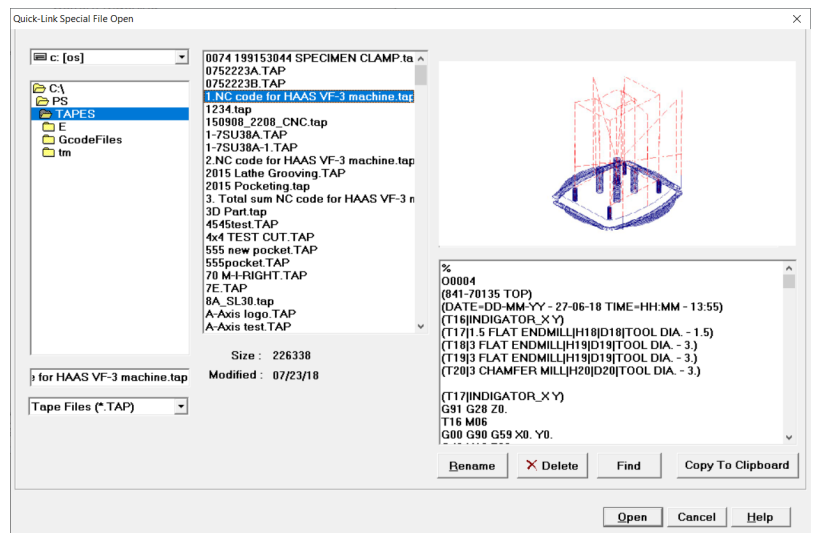 Quick-Link Special File Open
c: [os]
C:\
PS
TAPES
E
GcodeFiles
tm
e for HAAS VF-3 machine.tap
Tape Files (*.TAP)
0074 199153044 SPECIMEN CLAMP.ta
0752223A.TAP
0752223B.TAP
1.NC code for HAAS VF-3 machine.tap
1234.tap
150908_2208_CNC.tap
1-7SU38A.TAP
1-7SU38A-1.TAP
2.NC code for HAAS VF-3 machine.tap
2015 Lathe Grooving.TAP
2015 Pocketing.tap
3. Total sum NC code for HAAS VF-3 m
3D Part.tap
4545test.TAP
4x4 TEST CUT.TAP
555 new pocket.TAP
555pocket.TAP
70 M-I-RIGHT.TAP
7E.TAP
8A_SL30.tap
A-Axis logo.TAP
A-Axis test.TAP
Size : 226338
Modified : 07/23/18
%
O0004
(841-70135 TOP)
(DATE=DD-MM-YY - 27-06-18 TIME=HH:MM - 13:55)
(T16|INDIGATOR_X Y)
(T17|1.5 FLAT ENDMILL|H18|D18|TOOL DIA. - 1.5)
(T18|3 FLAT ENDMILL|H19|D19|TOOL DIA. - 3.)
(T19|3 FLAT ENDMILL|H19|D19|TOOL DIA. - 3.)
(T20|3 CHAMFER MILL|H20|D20|TOOL DIA. - 3.)
(T17|INDIGATOR_X Y)
G91 G28 Z0.
T16 M06
G00 G90 G59 X0. Y0.
Rename
Delete
Find
Copy To Clipboard
Open
Cancel
Help